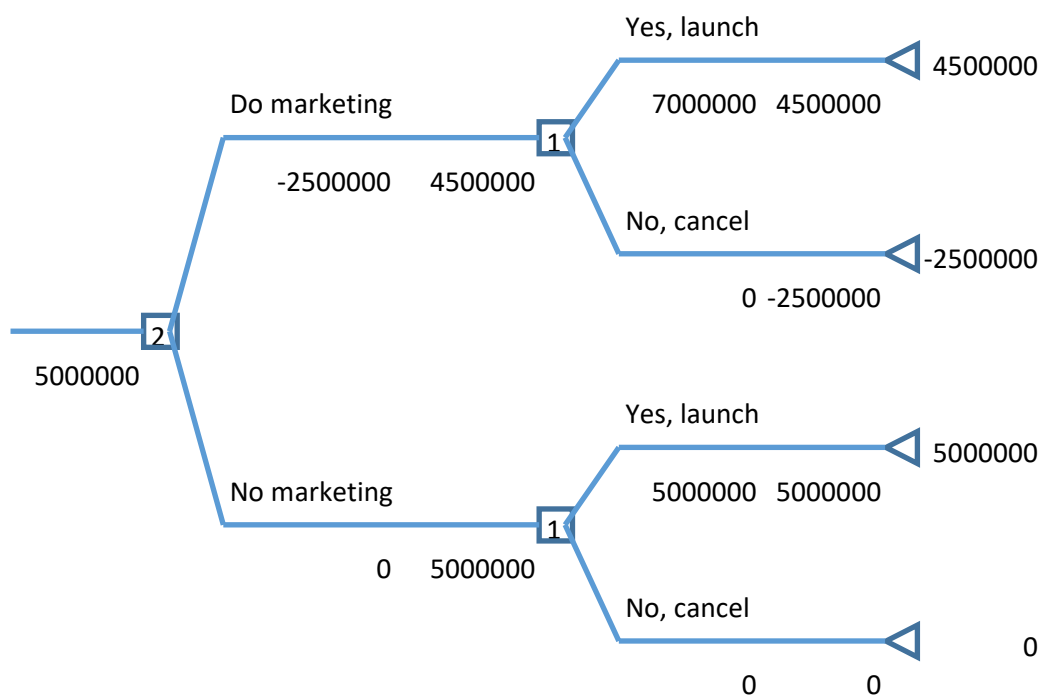 Yes, launch
4500000
7000000 4500000
Do marketing
1
-2500000 4500000
No, cancel
-2500000
0 -2500000
2
5000000
Yes, launch
5000000
5000000 5000000
No marketing
1
0 5000000
No, cancel
0
0 0